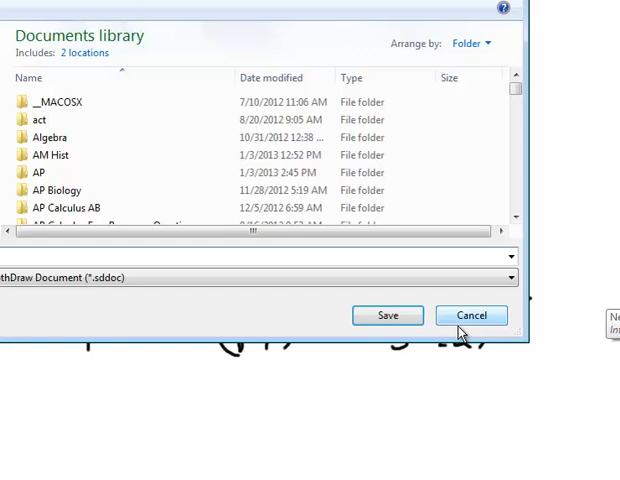 Documents library
Includes: 2 locations
Arrange by: Folder
Name Date modified Type Size
__MACOSX 7/10/2012 11:06 AM File folder
act 8/20/2012 9:05 AM File folder
Algebra 10/31/2012 12:38 ... File folder
AM Hist 1/3/2013 12:52 PM File folder
AP 1/3/2013 2:45 PM File folder
AP Biology 11/28/2012 5:19 AM File folder
AP Calculus AB 12/5/2012 6:59 AM File folder
File folder
thDraw Document (*.sddoc)
Save Cancel
Ne
Int